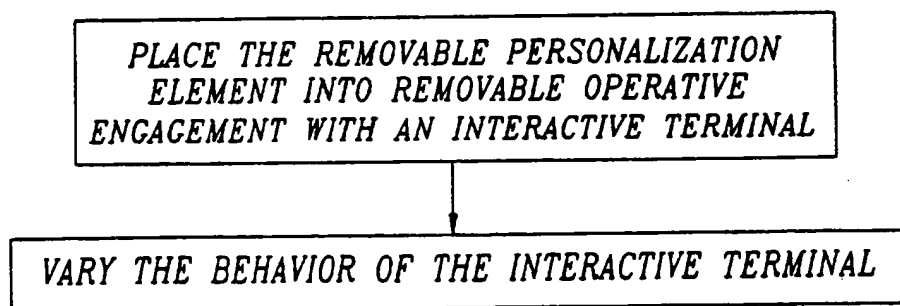 PLACE THE REMOVABLE PERSONALIZATION
ELEMENT INTO REMOVABLE OPERATIVE
ENGAGEMENT WITH AN INTERACTIVE TERMINAL
VARY THE BEHAVIOR OF THE INTERACTIVE TERMINAL